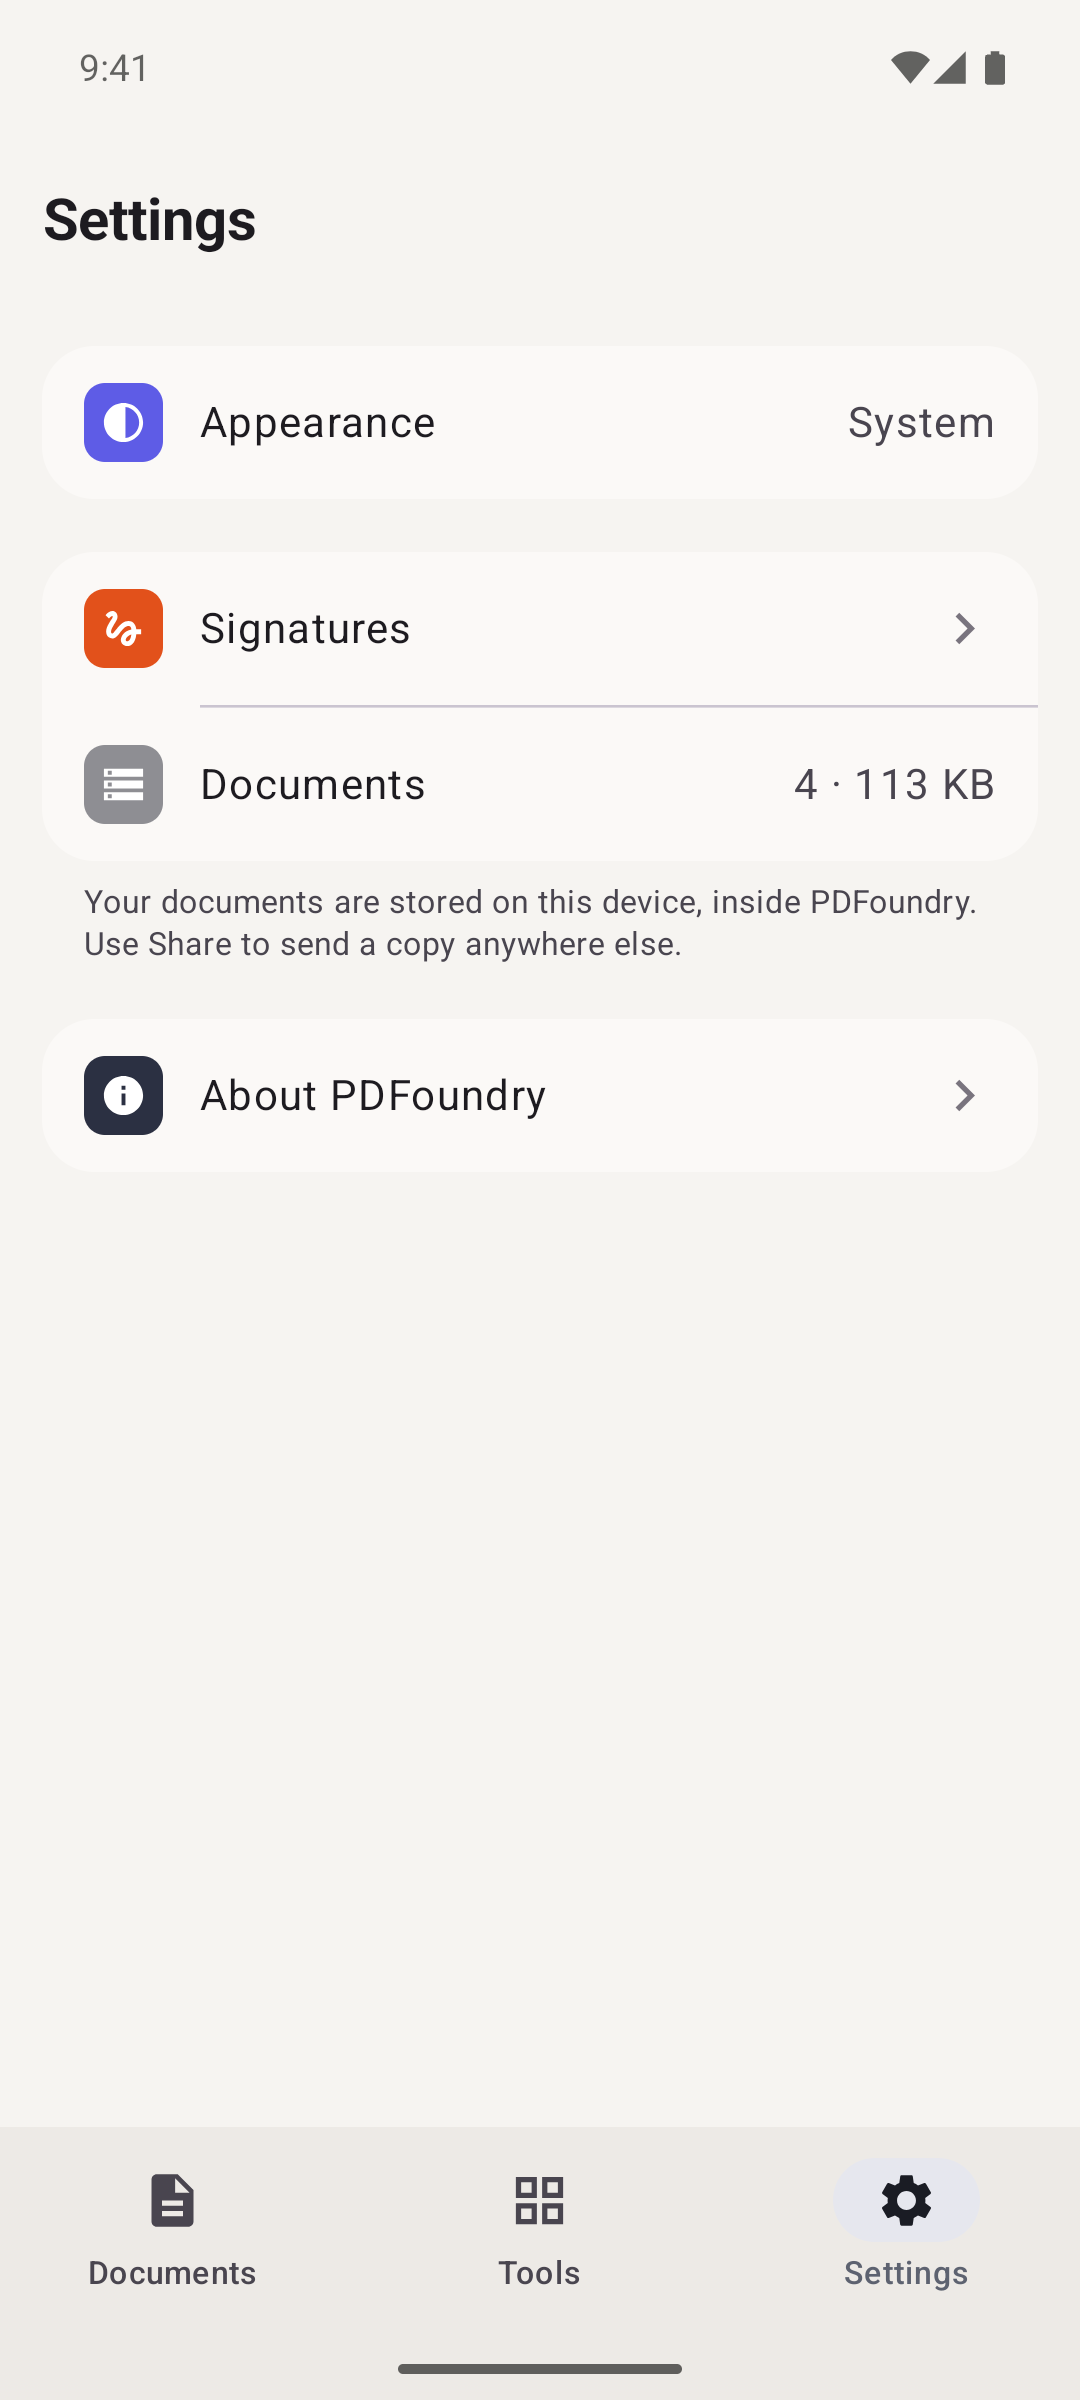 9:41
Settings
Appearance
System
Signatures
Documents
4 · 113 KB
Your documents are stored on this device, inside PDFoundry.
Use Share to send a copy anywhere else.
About PDFoundry
Documents
Tools
Settings